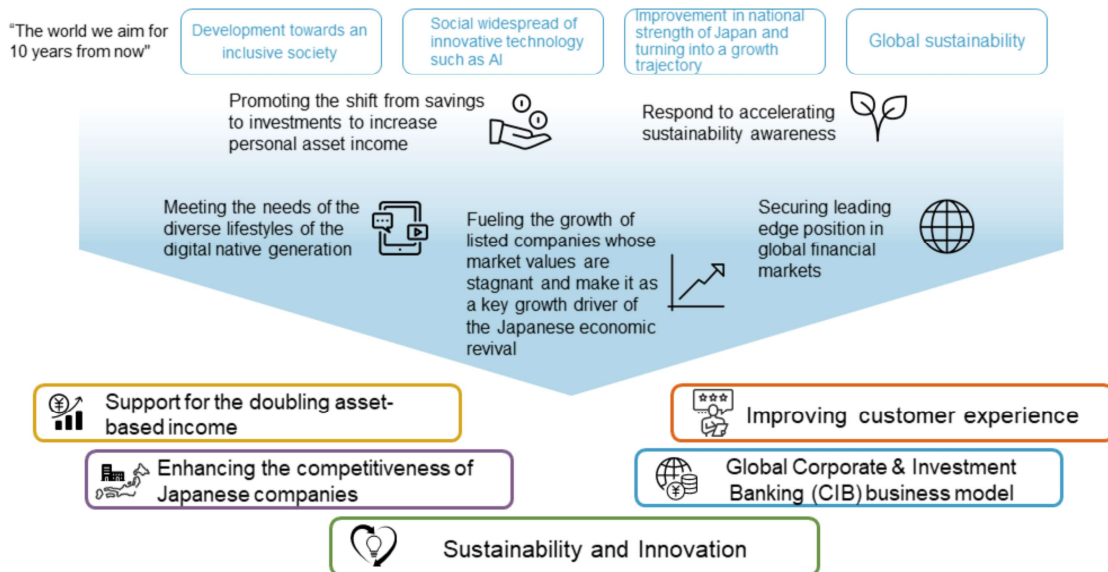 “The world we aim for
10 years from now"
Development towards an
inclusive society
Social widespread of
innovative technology
such as AI
Improvement in national
strength of Japan and
turning into a growth
trajectory
Global sustainability
Promoting the shift from savings
to investments to increase
personal asset income
Respond to accelerating
sustainability awareness
Meeting the needs of the
diverse lifestyles of the
digital native generation
Fueling the growth of
listed companies whose
market values are
stagnant and make it as
a key growth driver of
the Japanese economic
revival
Securing leading
edge position in
global financial
markets
¥
Support for the doubling asset-
based income
Improving customer experience
Enhancing the competitiveness of
Japanese companies
¥
Global Corporate & Investment
Banking (CIB) business model
Sustainability and Innovation